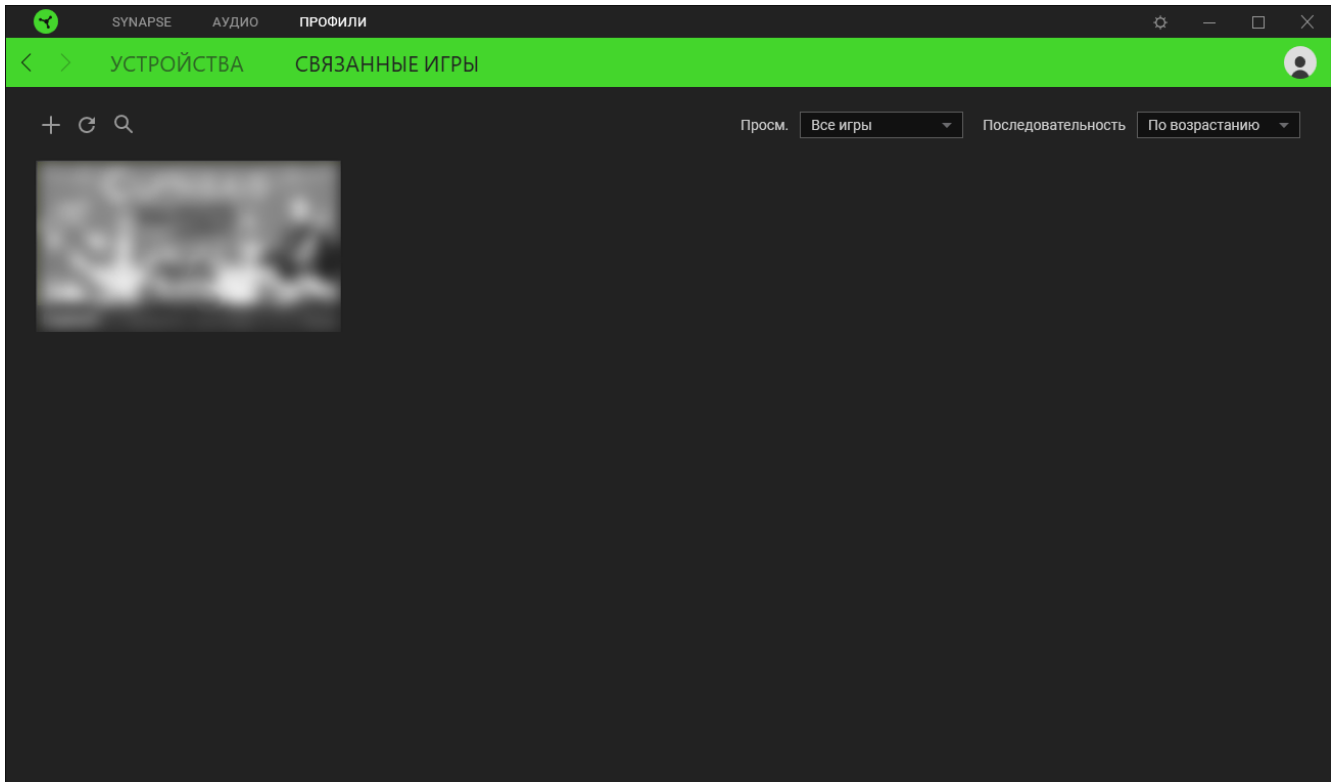 SYNAPSE АУДИО ПРОФИЛИ
УСТРОЙСТВА СВЯЗАННЫЕ ИГРЫ
Просм. Все игры Последовательность По возрастанию